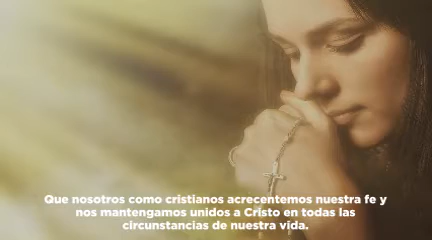 Que nosotros como cristianos acrecentemos nuestra fe y
nos mantengamos unidos a Cristo en todas las
circunstancias de nuestra vida.